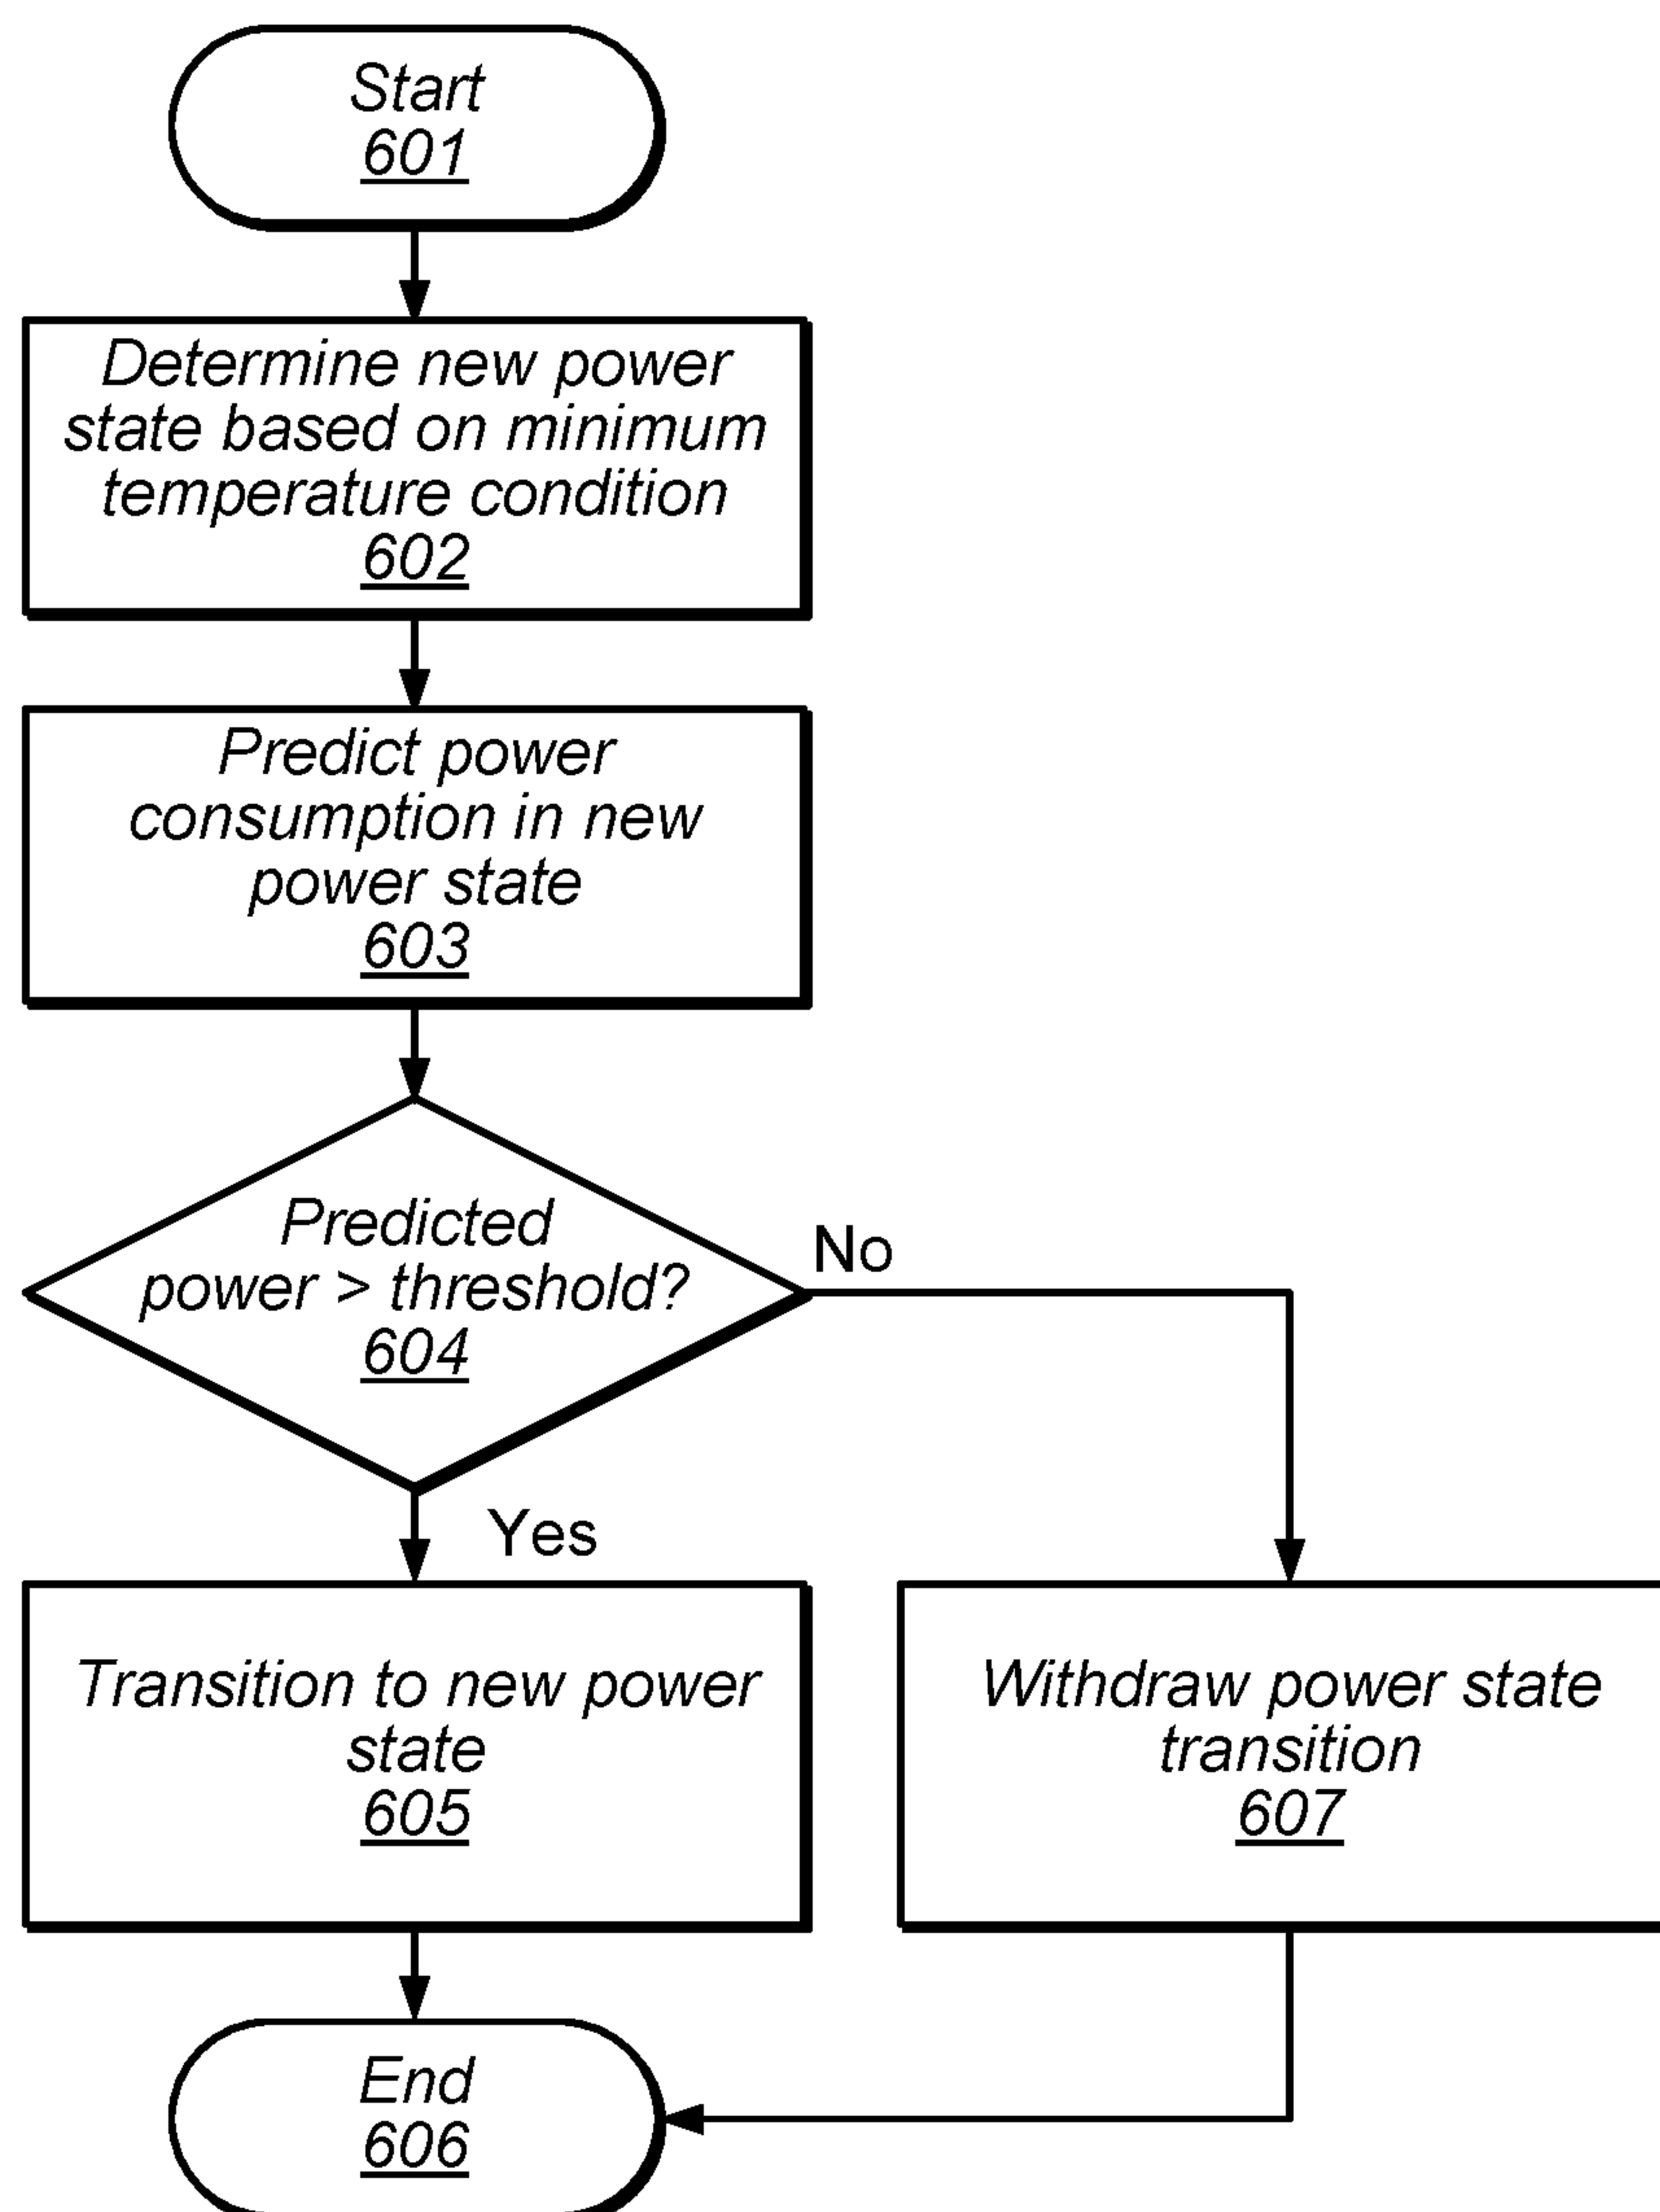 Start
601
Determine new power
state based on minimum
temperature condition
602
Predict power
consumption in new
power state
603
Predicted
power > threshold?
604
No
Yes
Transition to new power
state
605
Withdraw power state
transition
607
End
606